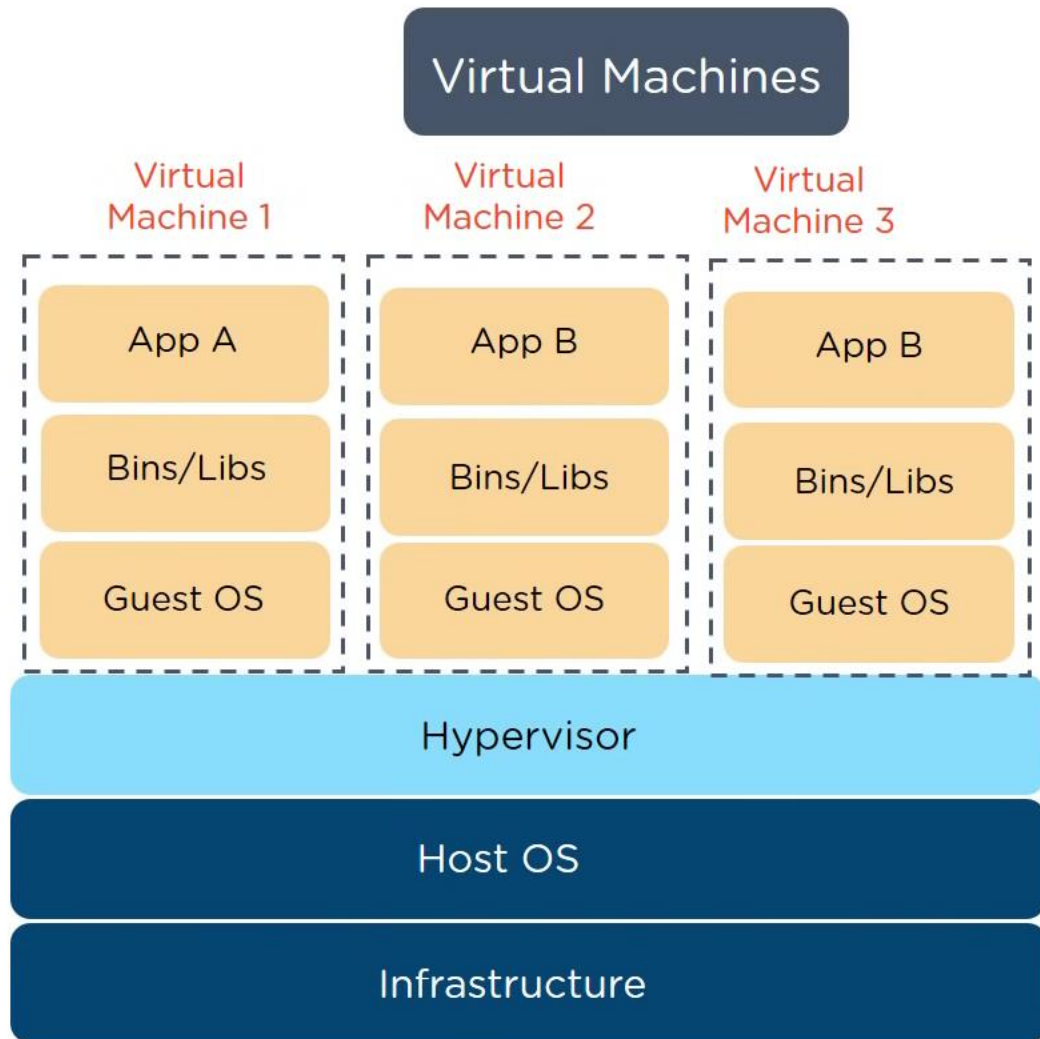 Virtual Machines
Virtual
Machine 1
Virtual
Machine 2
Virtual
Machine 3
App A
App B
App B
Bins/Libs
Bins/Libs
Bins/Libs
Guest OS
Guest OS
Guest OS
Hypervisor
Host OS
Infrastructure